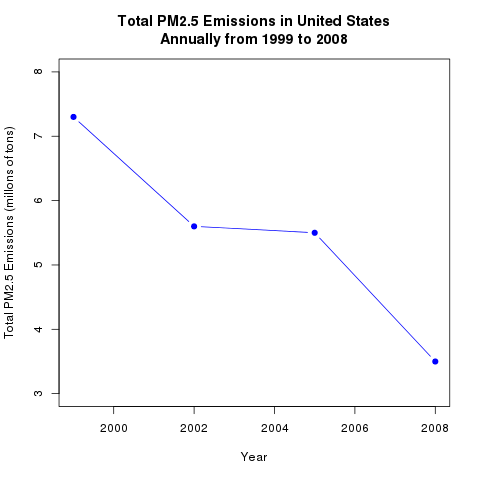 Total PM2.5 Emissions in United States
Annually from 1999 to 2008
Total PM2.5 Emissions (millons of tons)
8
7
6
5
4
3
2000 2002 2004 2006 2008
Year